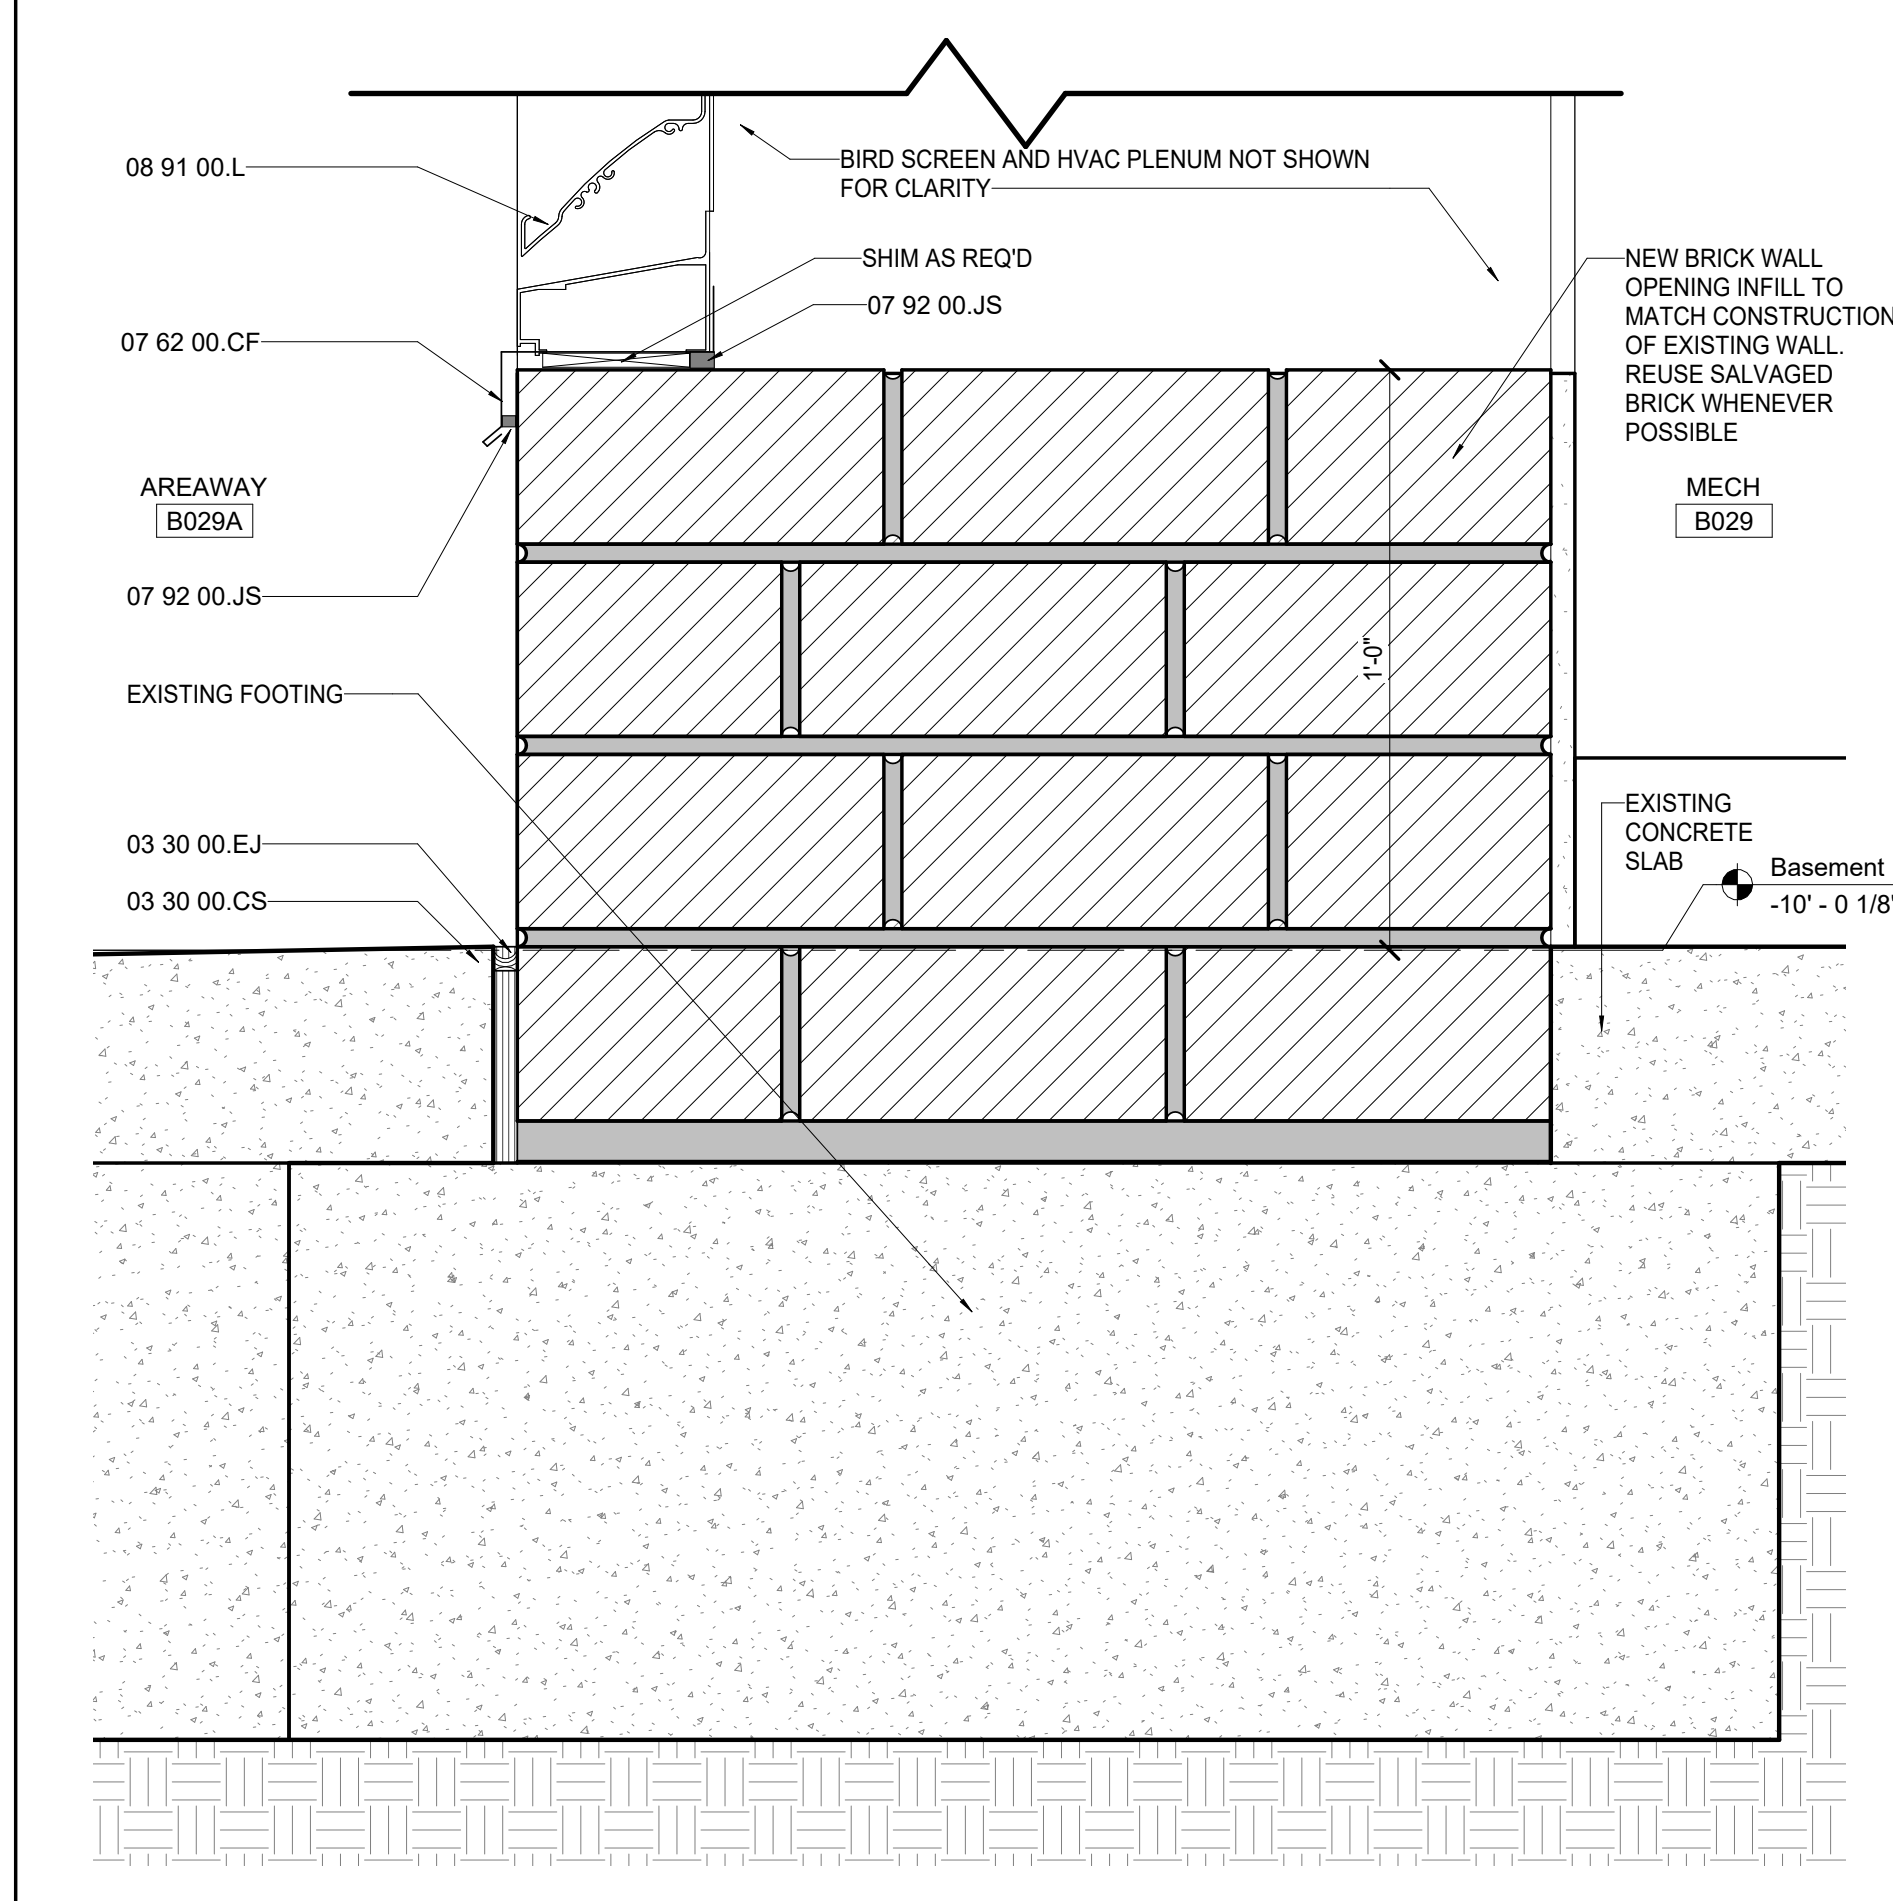 08 91 00.L
BIRD SCREEN AND HVAC PLENUM NOT SHOWN
FOR CLARITY
SHIM AS REQ'D
07 92 00.JS
NEW BRICK WALL
OPENING INFILL TO
MATCH CONSTRUCTION
OF EXISTING WALL.
REUSE SALVAGED
BRICK WHENEVER
POSSIBLE
07 62 00.CF
AREAWAY
B029A
MECH
B029
07 92 00.JS
1'-0"
EXISTING FOOTING
03 30 00.EJ
03 30 00.CS
EXISTING
CONCRETE
SLAB
Basement
-10' - 0 1/8"